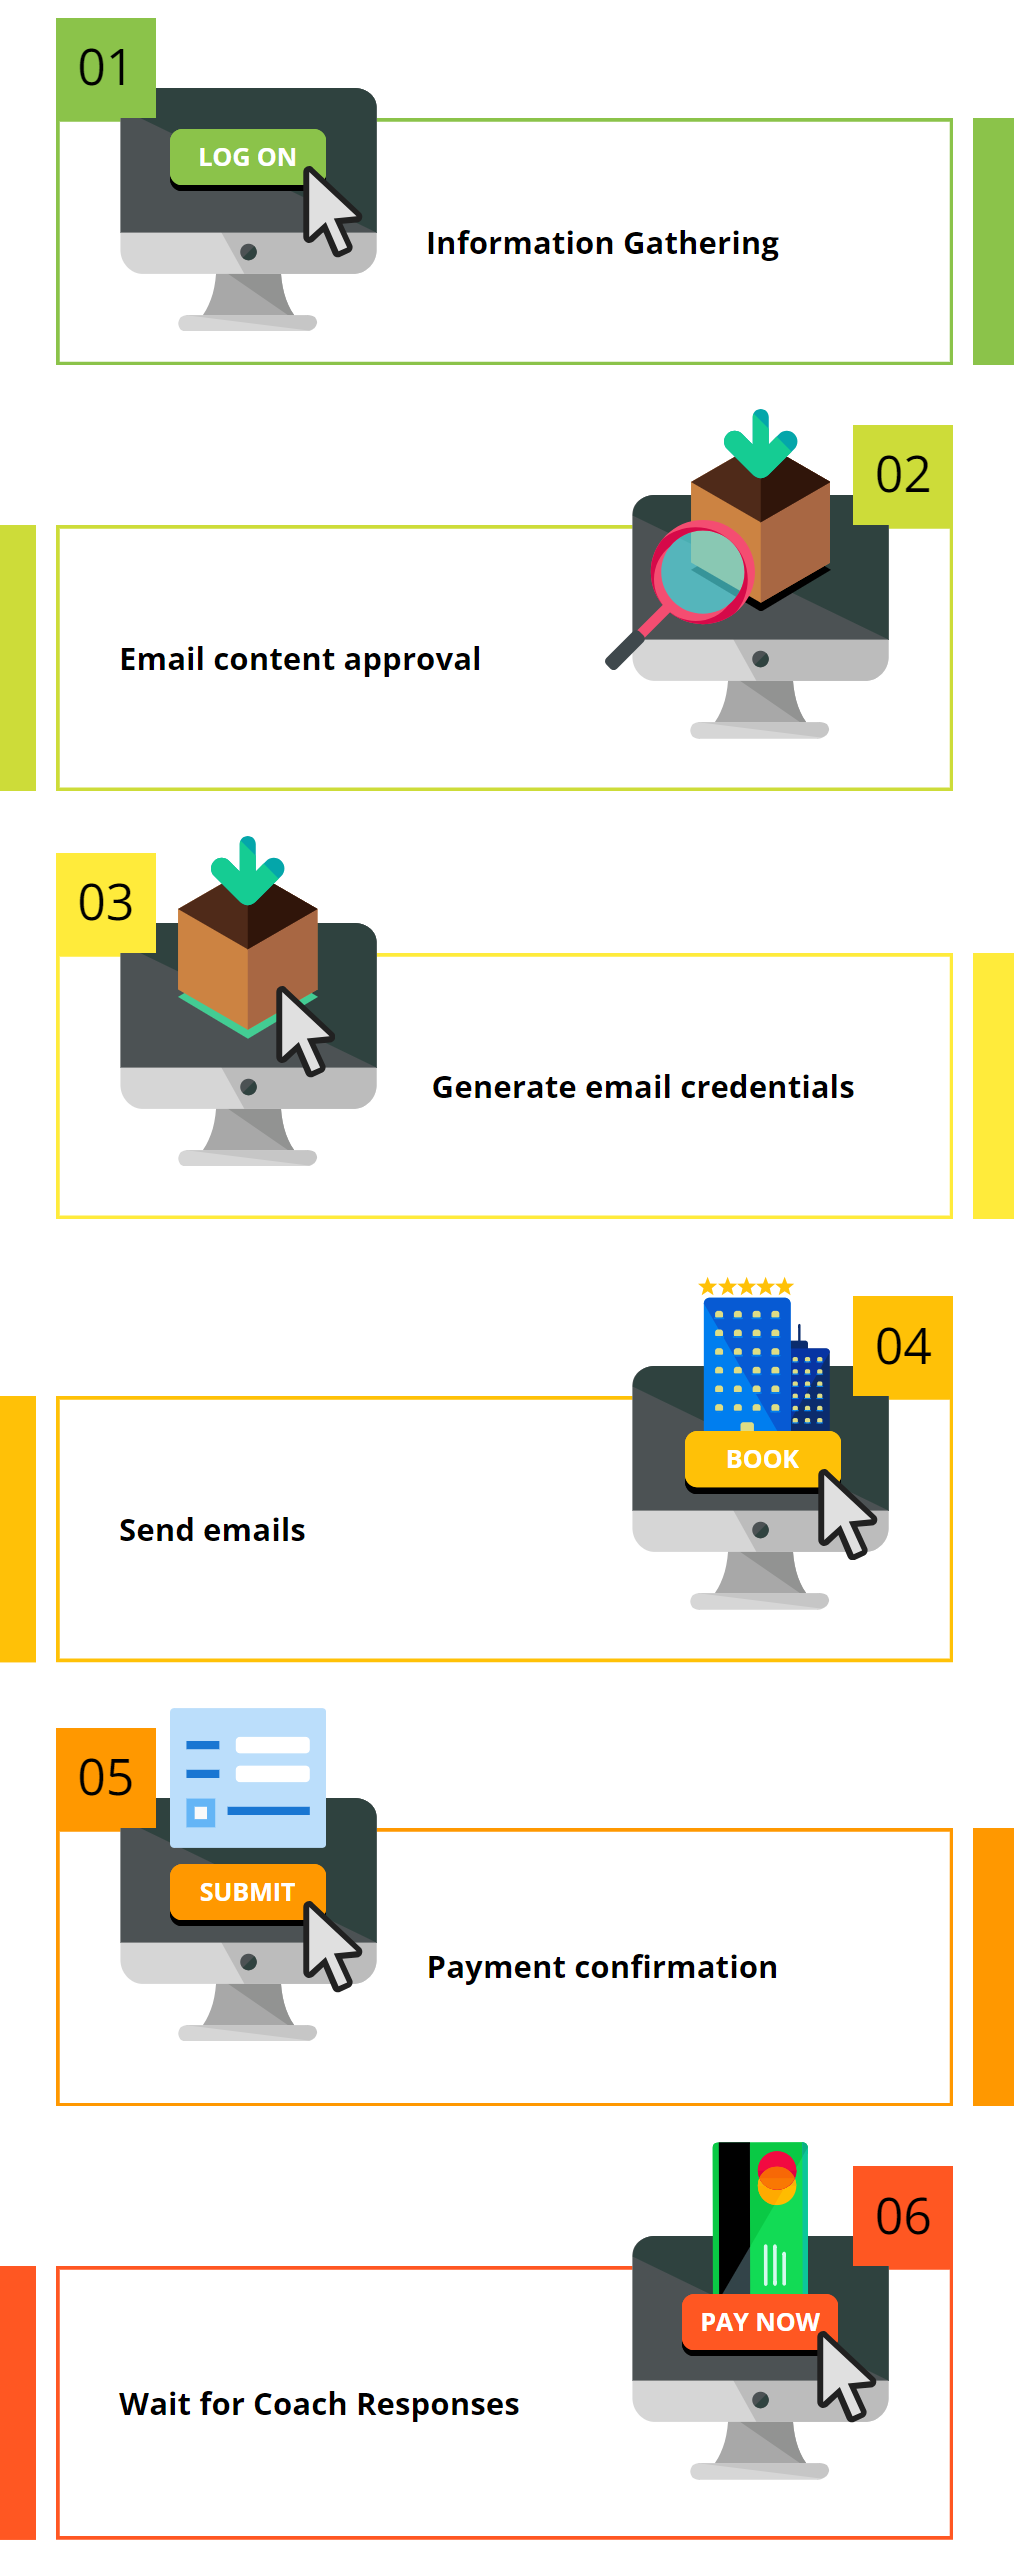 01
LOG ON
Information Gathering
02
Email content approval
03
Generate email credentials
04
BOOK
Send emails
05
SUBMIT
Payment confirmation
06
PAY NOW
Wait for Coach Responses